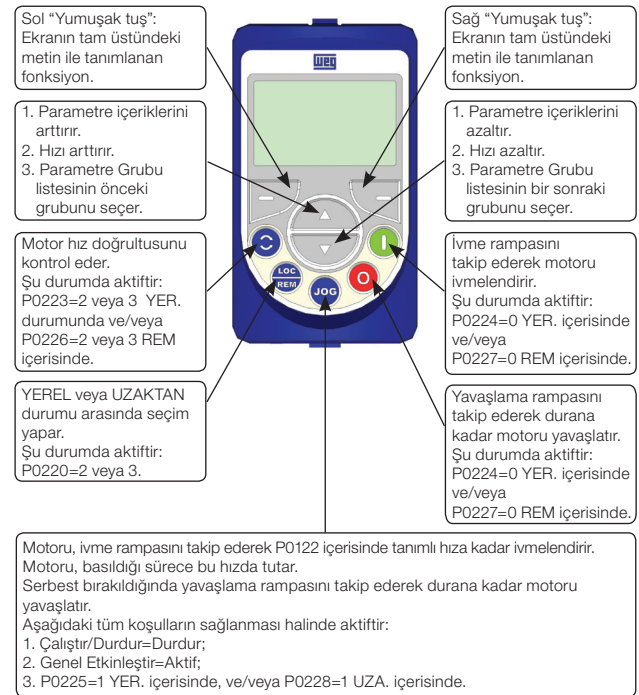 Sol "Yumuşak tuş":
Ekranın tam üstündeki
metin ile tanımlanan
fonksiyon.
Sağ "Yumuşak tuş":
Ekranın tam üstündeki
metin ile tanımlanan
fonksiyon.
WEG
1. Parametre içeriklerini
arttırır.
2. Hızı arttırır.
3. Parametre Grubu
listesinin önceki
grubunu seçer.
1. Parametre içeriklerini
azaltır.
2. Hızı azaltır.
3. Parametre Grubu
listesinin bir sonraki
grubunu seçer.
Motor hız doğrultusunu
kontrol eder.
Şu durumda aktiftir:
P0223=2 veya 3 YER.
durumunda ve/veya
P0226=2 veya 3 REM
içerisinde.
LOC
REM
JOG
İvme rampasını
takip ederek motoru
ivmelendirir.
Şu durumda aktiftir:
P0224=0 YER. içerisinde
ve/veya
P0227=0 REM içerisinde.
YEREL veya UZAKTAN
durumu arasında seçim
yapar.
Şu durumda aktiftir:
P0220=2 veya 3.
Yavaşlama rampasını
takip ederek durana
kadar motoru yavaşlatır.
Şu durumda aktiftir:
P0224=0 YER. içerisinde
ve/veya
P0227=0 REM içerisinde.
Motoru, ivme rampasını takip ederek P0122 içerisinde tanımlı hıza kadar ivmelendirir.
Motoru, basıldığı sürece bu hızda tutar.
Serbest bırakıldığında yavaşlama rampasını takip ederek durana kadar motoru
yavaşlatır.
Aşağıdaki tüm koşulların sağlanması halinde aktiftir:
1. Çalıştır/Durdur=Durdur;
2. Genel Etkinleştir=Aktif;
3. P0225=1 YER. içerisinde, ve/veya P0228=1 UZA. içerisinde.